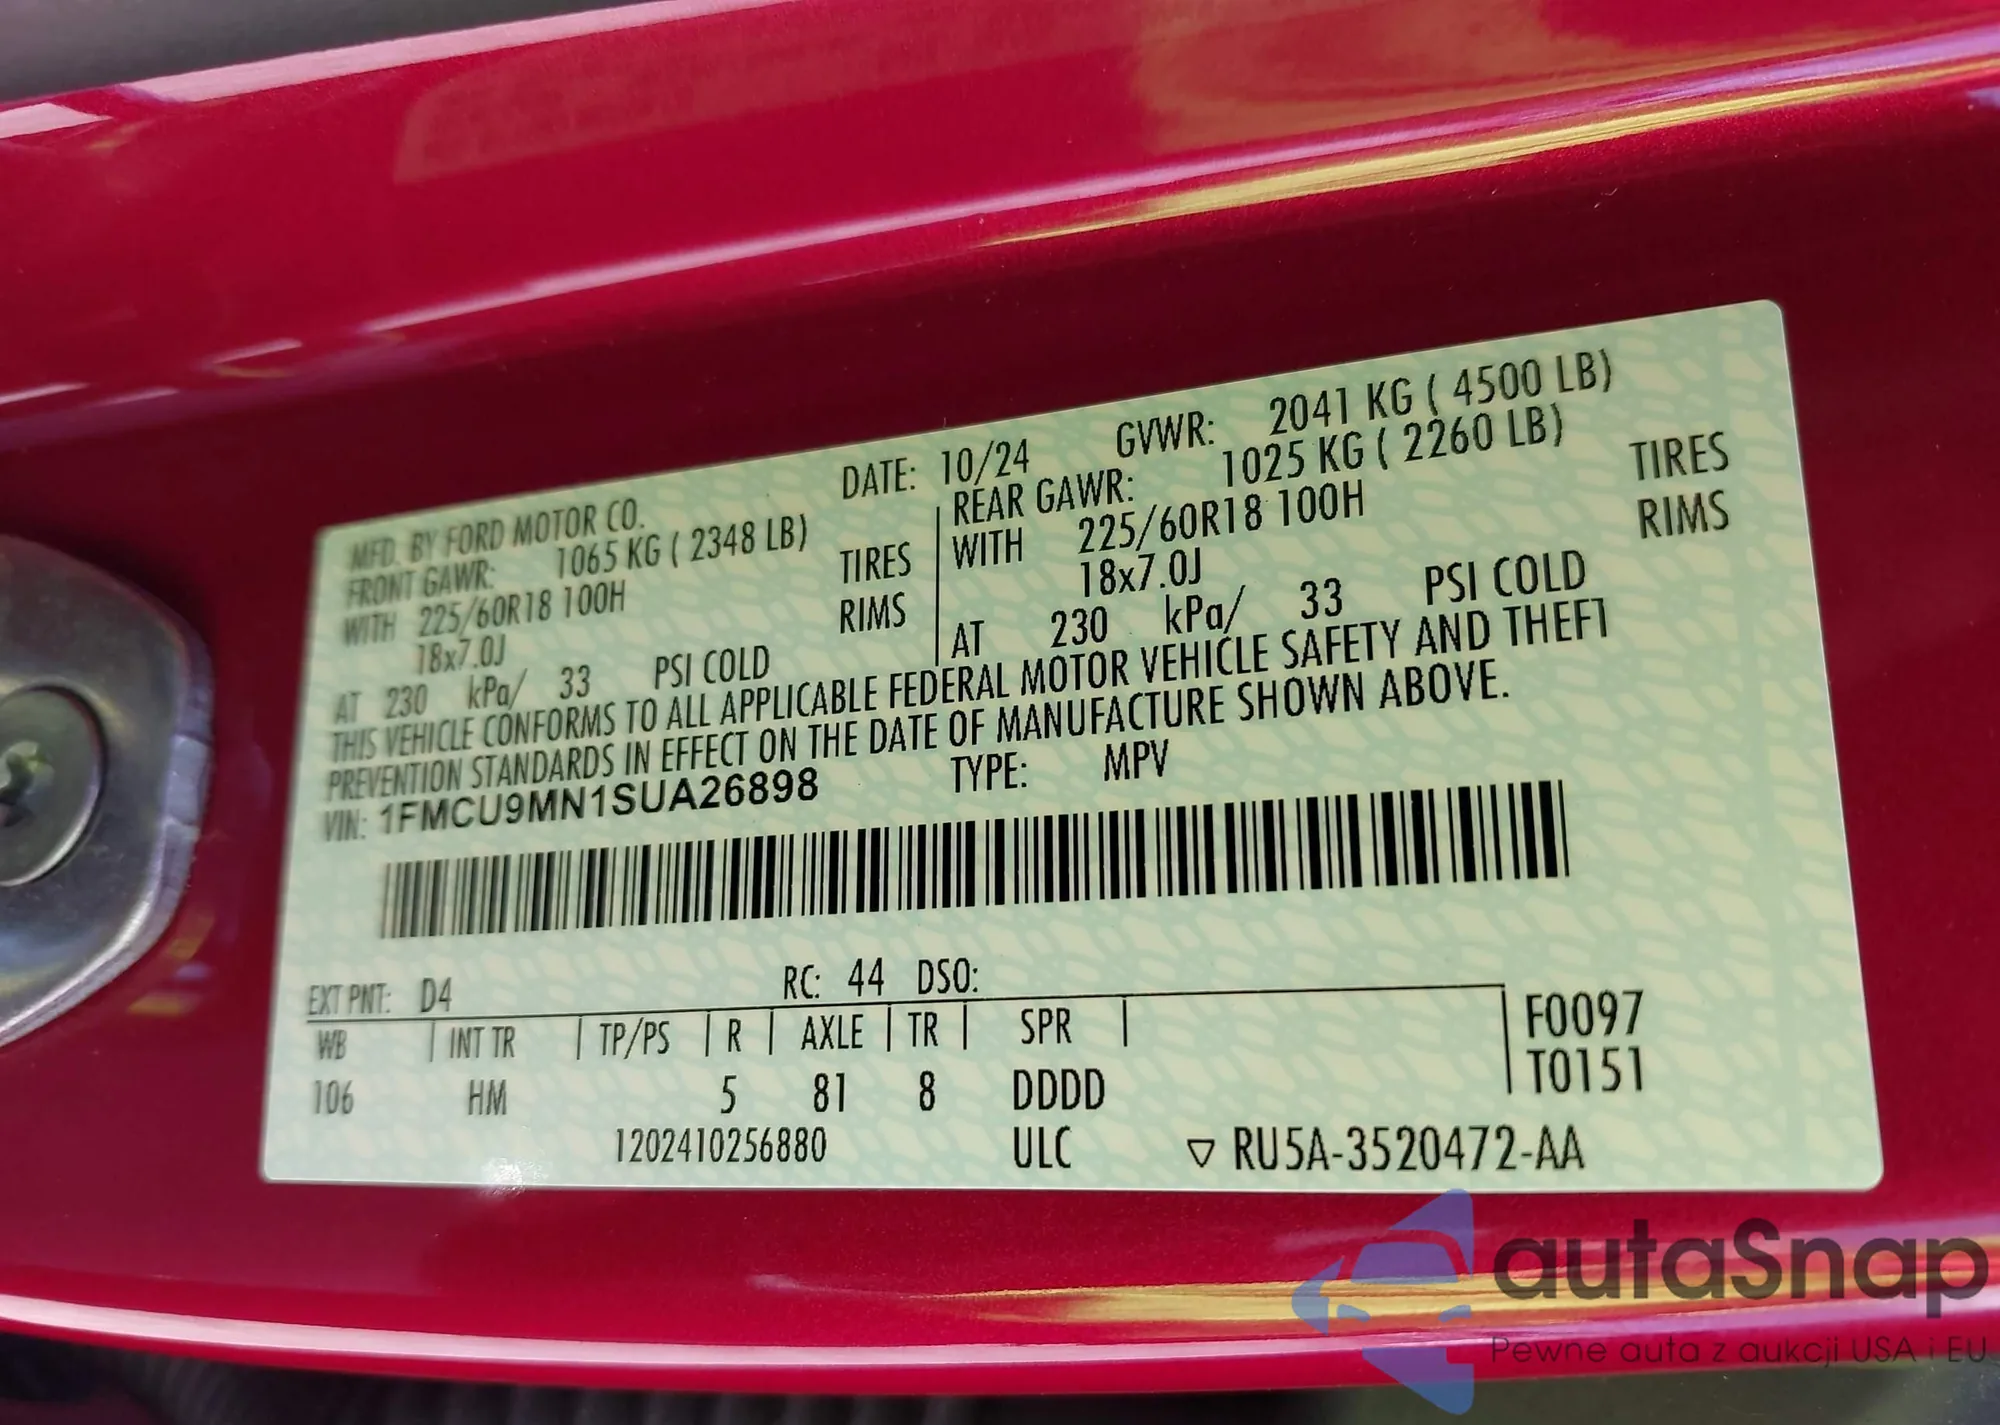 MFD. BY FORD MOTOR CO. DATE: 10/24 GVWR: 2041 KG ( 4500 LB)
FRONT GAWR: 1065 KG ( 2348 LB) REAR GAWR: 1025 KG ( 2260 LB)
WITH 225/60R18 100H TIRES WITH 225/60R18 100H TIRES
18x7.0J RIMS 18x7.0J RIMS
AT 230 kPa/ 33 PSI COLD AT 230 kPa/ 33 PSI COLD
THIS VEHICLE CONFORMS TO ALL APPLICABLE FEDERAL MOTOR VEHICLE SAFETY AND THEFT
PREVENTION STANDARDS IN EFFECT ON THE DATE OF MANUFACTURE SHOWN ABOVE.
VIN: 1FMCU9MN1SUA26898 TYPE: MPV
EXT PNT: D4 RC: 44 DSO:
WB INT TR TP/PS R AXLE TR SPR F0097
106 HM 5 81 8 DDDD T0151
1202410256880 ULC ▽ RU5A-3520472-AA
autaSnap
Pewne auta z aukcji USA i EU